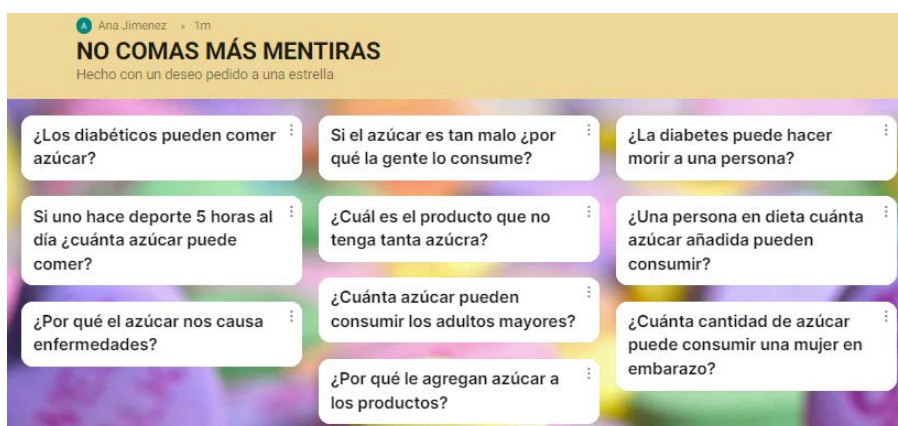 A
Ana Jimenez • 1m
NO COMAS MÁS MENTIRAS
Hecho con un deseo pedido a una estrella
¿Los diabéticos pueden comer
azúcar?
Si uno hace deporte 5 horas al
día ¿cuánta azúcar puede
comer?
¿Por qué el azúcar nos causa
enfermedades?
Si el azúcar es tan malo ¿por
qué la gente lo consume?
¿Cuál es el producto que no
tenga tanta azúcra?
¿Cuánta azúcar pueden
consumir los adultos mayores?
¿Por qué le agregan azúcar a
los productos?
¿La diabetes puede hacer
morir a una persona?
¿Una persona en dieta cuánta
azúcar añadida pueden
consumir?
¿Cuánta cantidad de azúcar
puede consumir una mujer en
embarazo?